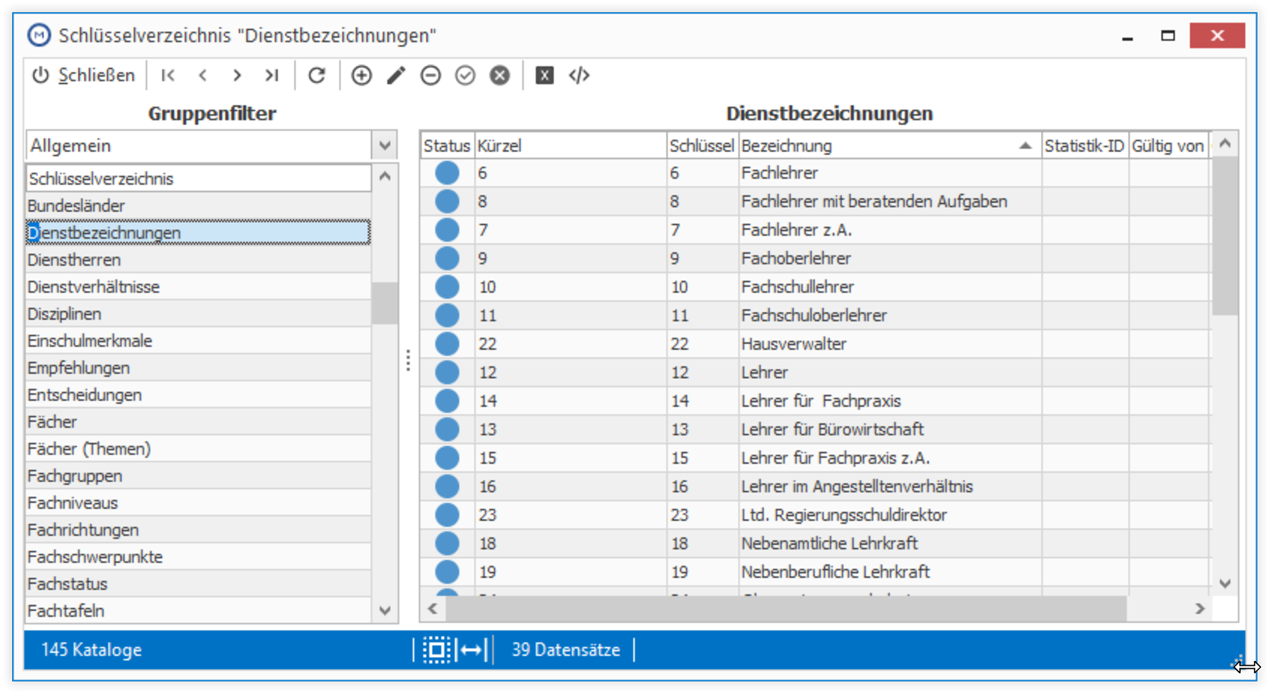 Schlüsselverzeichnis "Dienstbezeichnungen"
Schließen
Gruppenfilter
Allgemein
Schlüsselverzeichnis
Bundesländer
Dienstbezeichnungen
Dienstherren
Dienstverhältnisse
Disziplinen
Einschulmerkmale
Empfehlungen
Entscheidungen
Fächer
Fächer (Themen)
Fachgruppen
Fachniveaus
Fachrichtungen
Fachschwerpunkte
Fachstatus
Fachtafeln
Dienstbezeichnungen
Status Kürzel Schlüssel Bezeichnung Statistik-ID Gültig von
6 6 Fachlehrer
8 8 Fachlehrer mit beratenden Aufgaben
7 7 Fachlehrer z.A.
9 9 Fachoberlehrer
10 10 Fachschullehrer
11 11 Fachschuloberlehrer
22 22 Hausverwalter
12 12 Lehrer
14 14 Lehrer für  Fachpraxis
13 13 Lehrer für Bürowirtschaft
15 15 Lehrer für Fachpraxis z.A.
16 16 Lehrer im Angestelltenverhältnis
23 23 Ltd. Regierungsschuldirektor
18 18 Nebenamtliche Lehrkraft
19 19 Nebenberufliche Lehrkraft
145 Kataloge
39 Datensätze